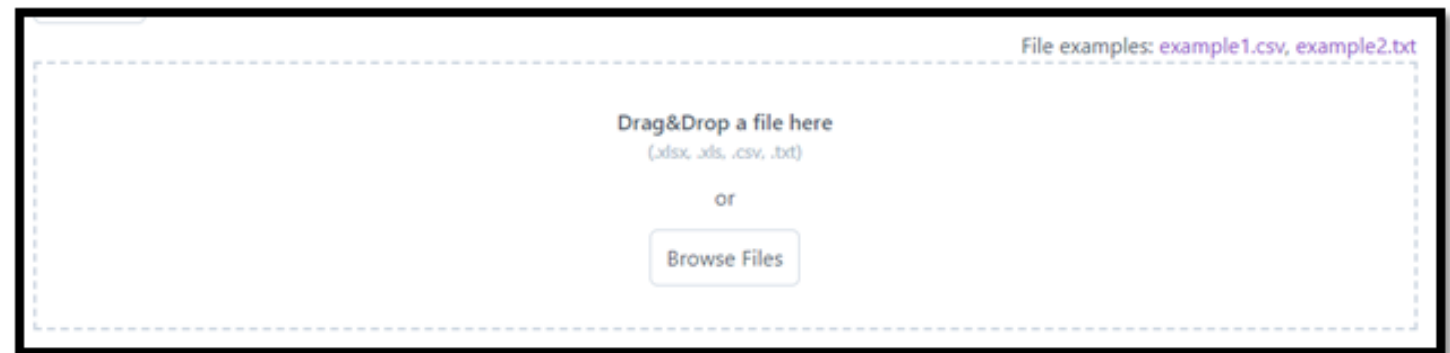 File examples: example1.csv, example2.txt
Drag&Drop a file here
(.xlsx, .xls, .csv, .txt)
or
Browse Files